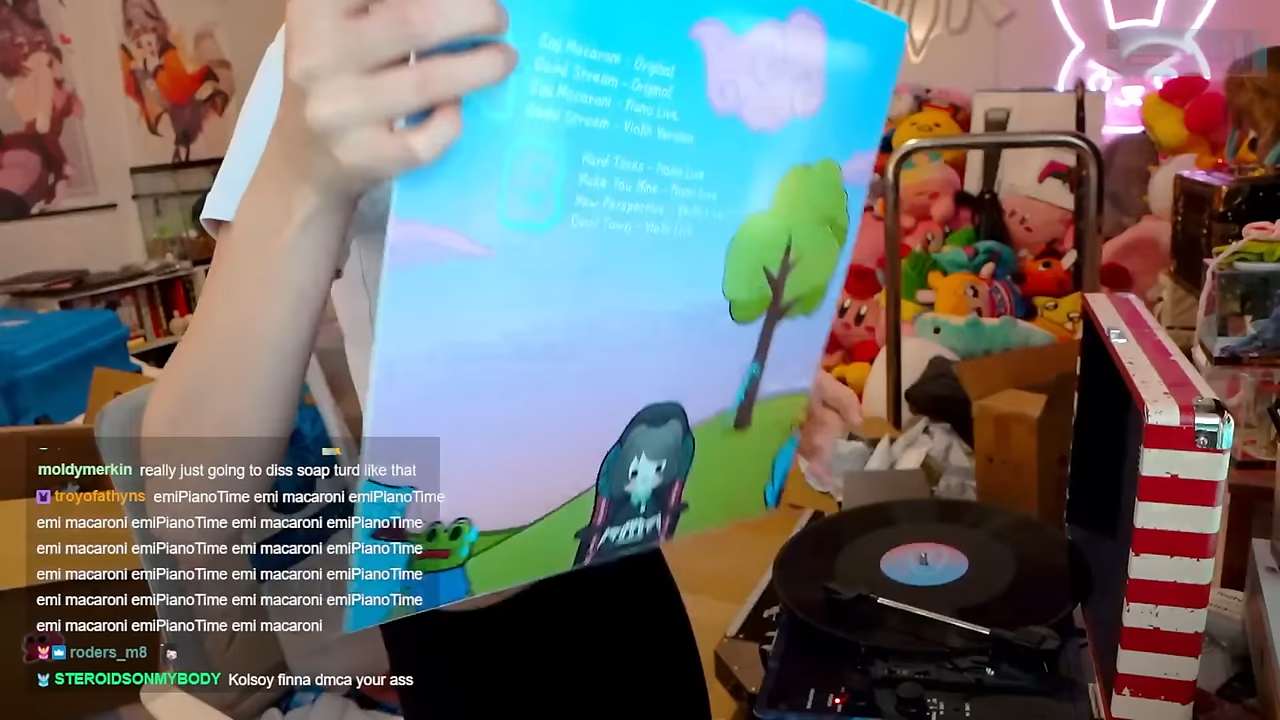 Emi Macaroni - Original
Good Stream - Original
Emi Macaroni - Piano Live
Good Stream - Violin Version
Hard Times - Piano Live
Make You Mine - Piano Live
New Perspective -
Devil Town - Violin Live
moldymerkin really just going to diss soap turd like that
troyofathyns emiPianoTime emi macaroni emiPianoTime
emi macaroni emiPianoTime emi macaroni emiPianoTime
emi macaroni emiPianoTime emi macaroni emiPianoTime
emi macaroni emiPianoTime emi macaroni emiPianoTime
emi macaroni emiPianoTime emi macaroni emiPianoTime
emi macaroni emiPianoTime emi macaroni
roders_m8
STEROIDSONMYBODY Kolsoy finna dmca your ass